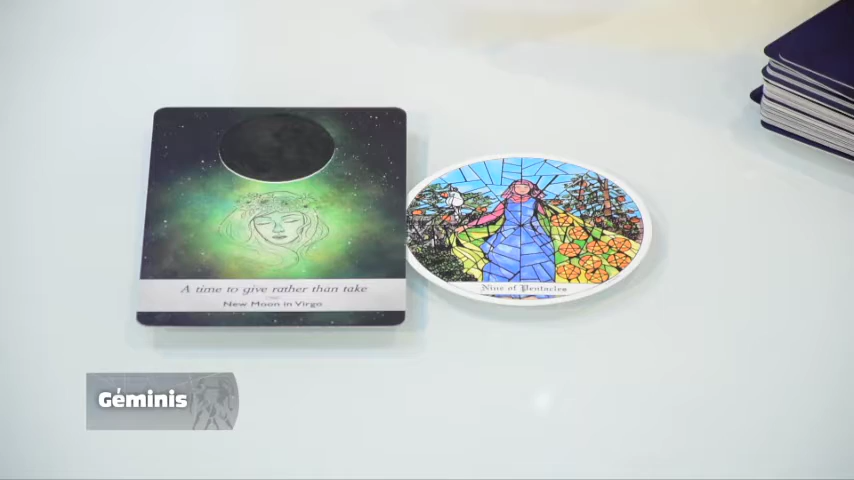 A time to give rather than take
New Moon in Virgo
Nine of Pentacles
Géminis